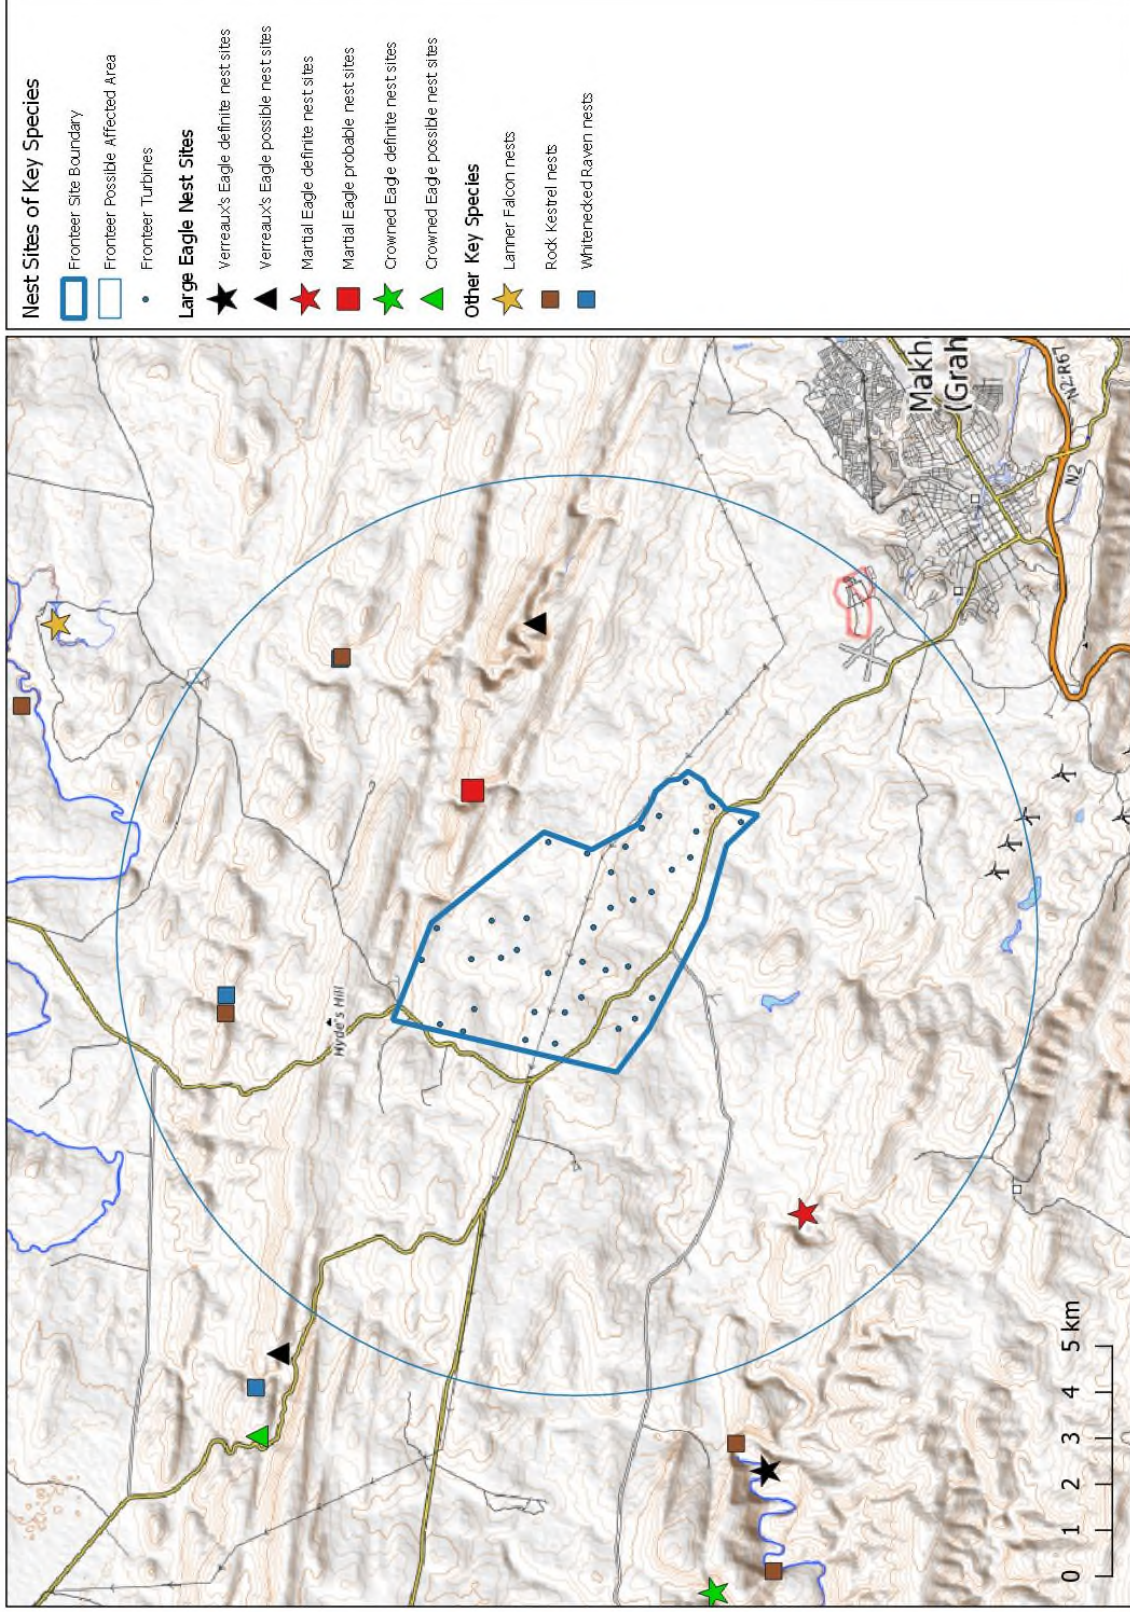 Nest Sites of Key Species
Fronteer Site Boundary
Fronteer Possible Affected Area
Fronteer Turbines
Large Eagle Nest Sites
Verreaux's Eagle definite nest sites
Verreaux's Eagle possible nest sites
Martial Eagle definite nest sites
Martial Eagle probable nest sites
Crowned Eagle definite nest sites
Crowned Eagle possible nest sites
Other Key Species
Lanner Falcon nests
Rock Kestrel nests
Whitenecked Raven nests
Hyde's Hill
Makh
(Grah
N2
N2;R67
0 1 2 3 4 5 km